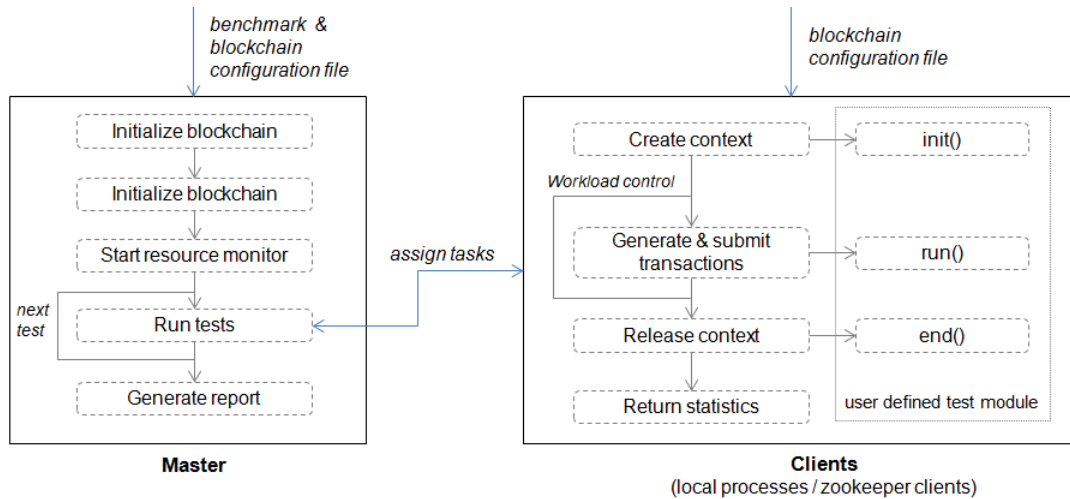 benchmark &
blockchain
configuration file
Initialize blockchain
Initialize blockchain
Start resource monitor
next
test
Run tests
Generate report
Master
assign tasks
blockchain
configuration file
Create context
init()
Workload control
Generate & submit
transactions
run()
Release context
end()
Return statistics
user defined test module
Clients
(local processes / zookeeper clients)